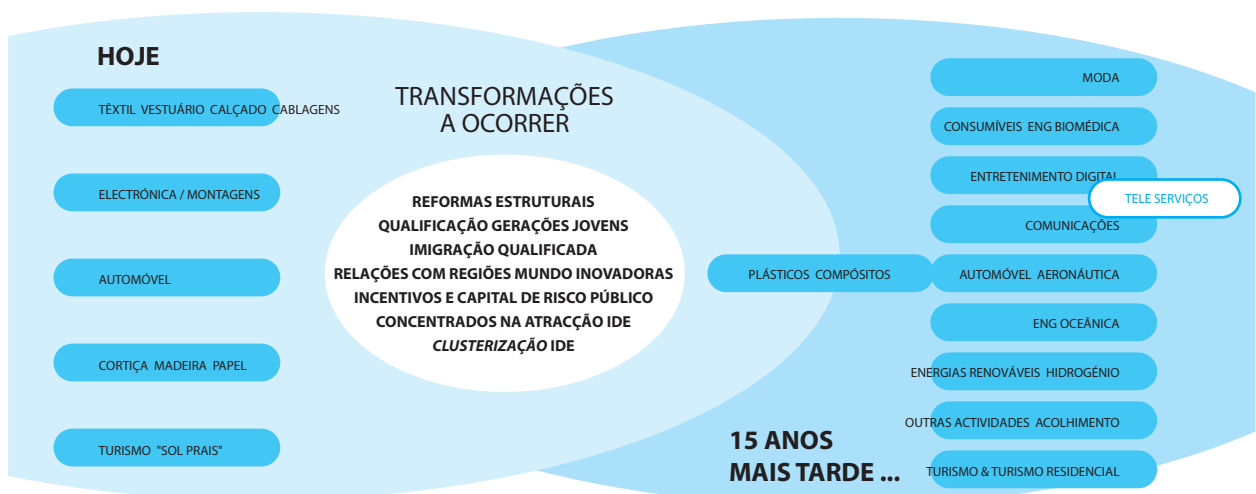 HOJE
TÊXTIL VESTUÁRIO CALÇADO CABLAGENS
ELECTRÓNICA / MONTAGENS
AUTOMÓVEL
CORTIÇA MADEIRA PAPEL
TURISMO "SOL PRAIS"
TRANSFORMAÇÕES
A OCORRER
REFORMAS ESTRUTURAIS
QUALIFICAÇÃO GERAÇÕES JOVENS
IMIGRAÇÃO QUALIFICADA
RELAÇÕES COM REGIÕES MUNDO INOVADORAS
INCENTIVOS E CAPITAL DE RISCO PÚBLICO
CONCENTRADOS NA ATRACÇÃO IDE
CLUSTERIZAÇÃO IDE
PLÁSTICOS COMPÓSITOS
MODA
CONSUMÍVEIS ENG BIOMÉDICA
ENTRETENIMENTO DIGITAL
TELE SERVIÇOS
COMUNICAÇÕES
AUTOMÓVEL AERONÁUTICA
ENG OCEÂNICA
ENERGIAS RENOVÁVEIS HIDROGÉNIO
OUTRAS ACTIVIDADES ACOLHIMENTO
TURISMO & TURISMO RESIDENCIAL
15 ANOS
MAIS TARDE ...